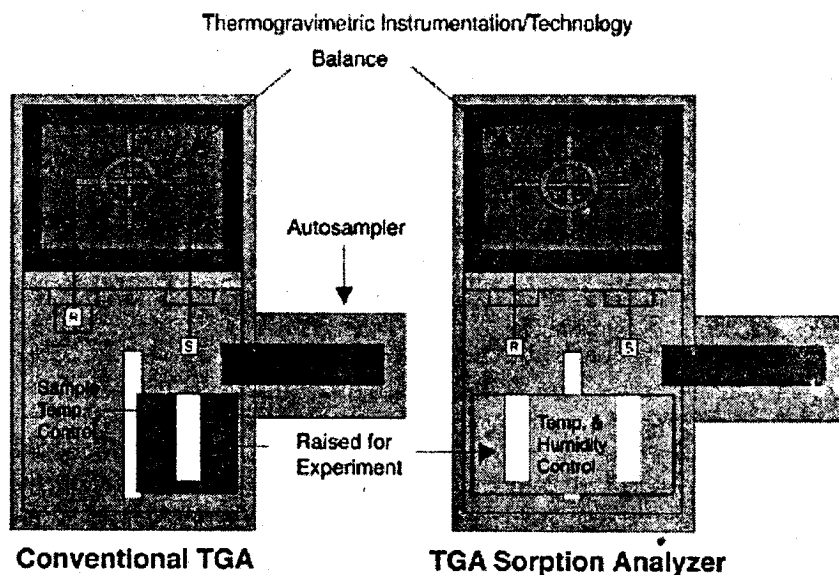 Thermogravimetric Instrumentation/Technology
Balance
Autosampler
R
S
R
Sample
Temp.
Control
Raised for
Experiment
Temp. &
Humidity
Control
Conventional TGA
TGA Sorption Analyzer